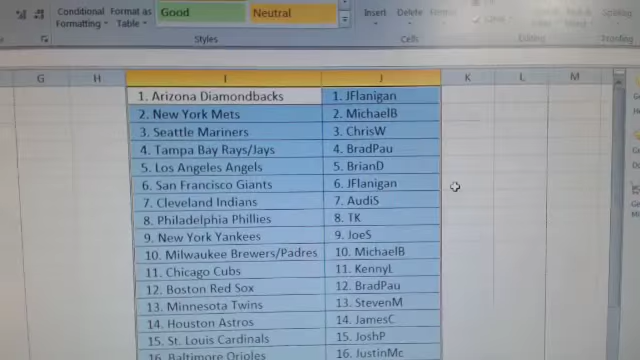 Conditional Formatting
Format as Table
Good
Neutral
Insert
Delete
Format
Styles
Cells
Editing
Proofing
G H I J K L M
1. Arizona Diamondbacks 1. JFlanigan
2. New York Mets 2. MichaelB
3. Seattle Mariners 3. ChrisW
4. Tampa Bay Rays/Jays 4. BradPau
5. Los Angeles Angels 5. BrianD
6. San Francisco Giants 6. JFlanigan
7. Cleveland Indians 7. AudiS
8. Philadelphia Phillies 8. TK
9. New York Yankees 9. JoeS
10. Milwaukee Brewers/Padres 10. MichaelB
11. Chicago Cubs 11. KennyL
12. Boston Red Sox 12. BradPau
13. Minnesota Twins 13. StevenM
14. Houston Astros 14. JamesC
15. St. Louis Cardinals 15. JoshP
16. Baltimore Orioles 16. JustinMc